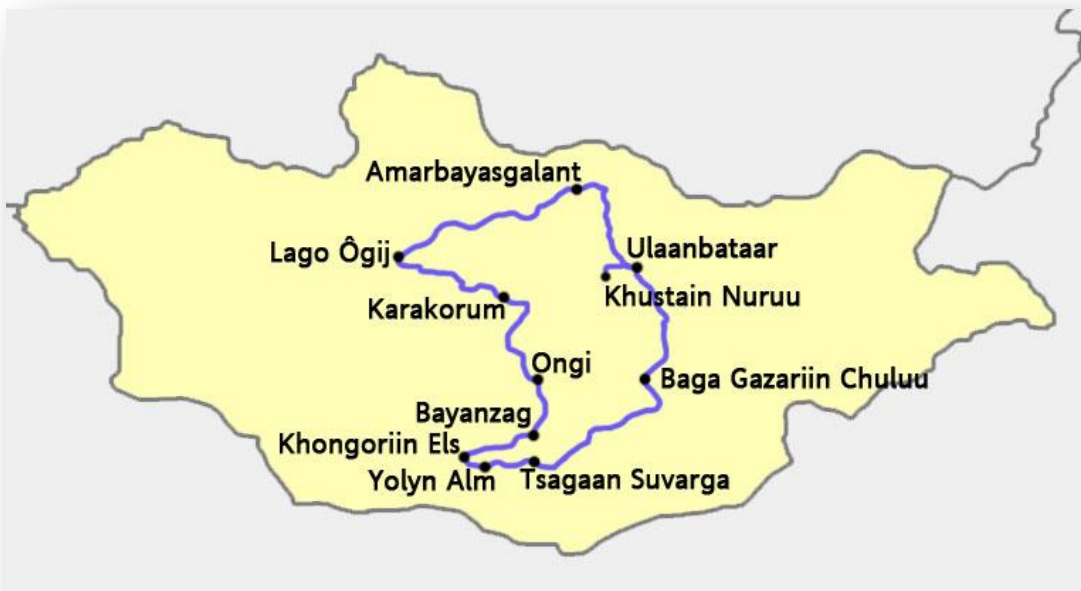 Amarbayasgalant
Ulaanbataar
Lago Ôgij
Khustain Nuruu
Karakorum
Ongi
Baga Gazariin Chuluu
Bayanzag
Khongoriin Els
Yolyn Alm
Tsagaan Suvarga